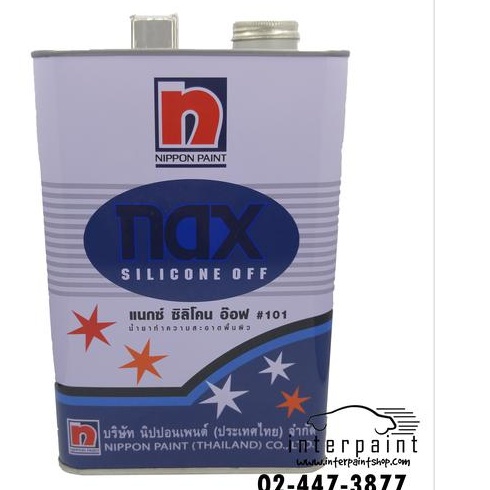 n
NIPPON PAINT
nax
SILICONE OFF
แนกซ์ ซิลิโคน อ๊อฟ #101
น้ำยาทำความสะอาดพื้นผิว
n
บริษัท นิปปอนเพนต์ (ประเทศไทย) จำกัด
NIPPON PAINT (THAILAND) CO.,LTD.
interpaint
www.interpaintshop.com
02-447-3877